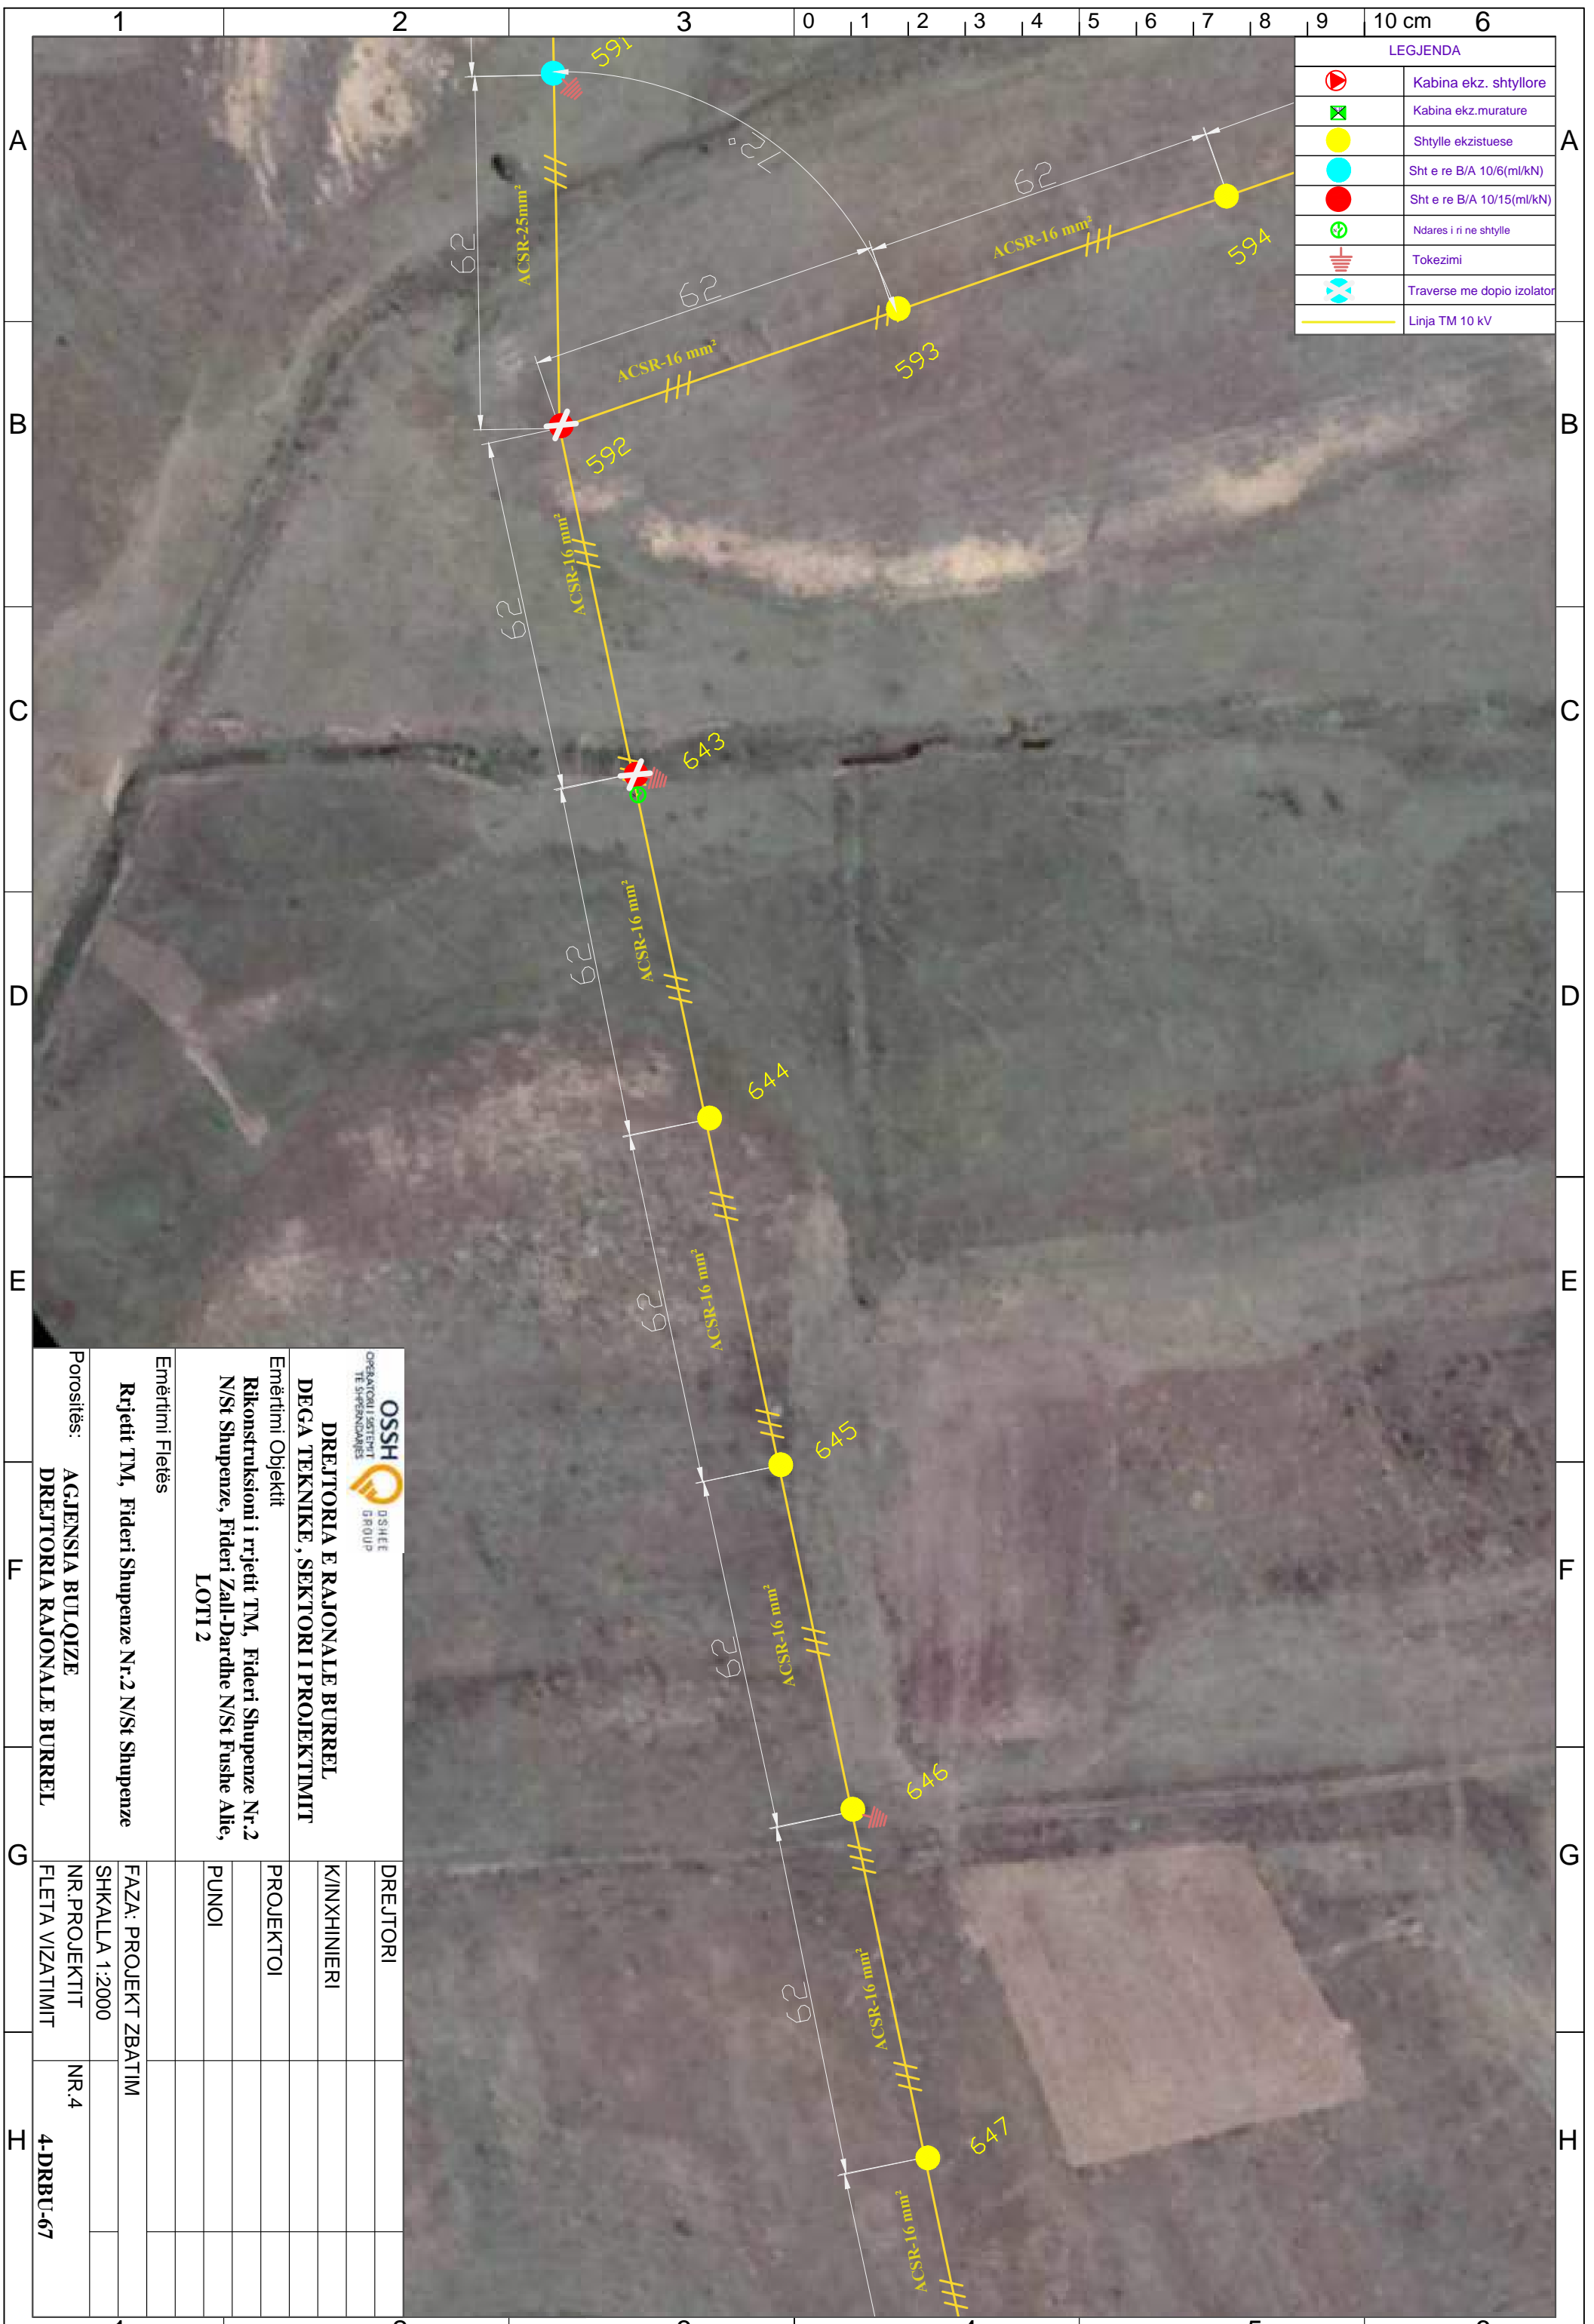 1 2 3 0 1 2 3 4 5 6 7 8 9 10 cm 6
LEGJENDA
Kabina ekz. shtyllore
Kabina ekz.murature
Shtylle ekzistuese
Sht e re B/A 10/6(ml/kN)
Sht e re B/A 10/15(ml/kN)
Ndares i ri ne shtylle
Tokezimi
Traverse me dopio izolator
Linja TM 10 kV
A A
B B
C C
D D
E E
F F
G G
H H
591
62
ACSR-25mm²
62
ACSR-16 mm²
594
62
ACSR-16 mm²
593
592
ACSR-16 mm²
62
643
ACSR-16 mm²
62
644
ACSR-16 mm²
62
645
ACSR-16 mm²
62
646
ACSR-16 mm²
62
647
ACSR-16 mm²
OSSH
OPERATORI I SISTEMIT
TË SHPËRNDARJES
OSHEE
GROUP
DREJTORIA E RAJONALE BURREL
DEGA TEKNIKE , SEKTORI I PROJEKTIMIT
Emërtimi Objektit
Rikonstruksioni i rrjetit TM, Fideri Shupenze Nr.2
N/St Shupenze, Fideri Zall-Dardhe N/St Fushe Alie,
LOTI 2
Emërtimi Fletës
Rrjetit TM, Fideri Shupenze Nr.2 N/St Shupenze
Porositës:
AGJENSIA BULQIZE
DREJTORIA RAJONALE BURREL
DREJTORI
K/INXHINIERI
PROJEKTOI
PUNOI
FAZA: PROJEKT ZBATIM
SHKALLA 1:2000
NR.PROJEKTIT NR.4
FLETA VIZATIMIT 4-DRBU-67